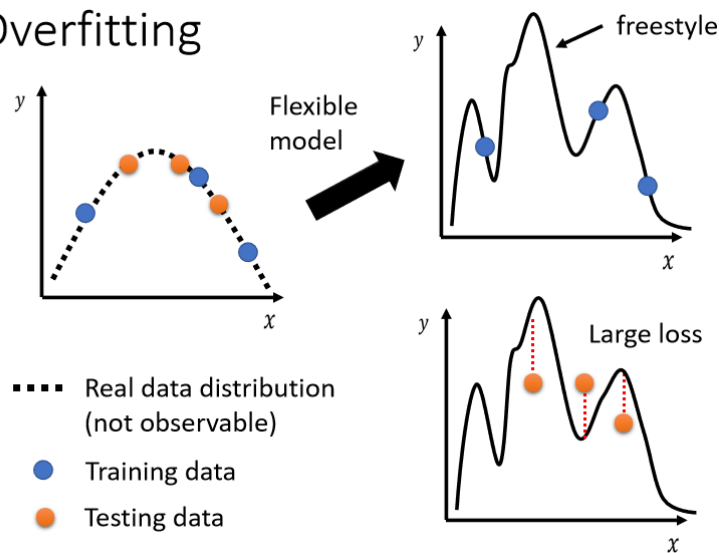 Overfitting
y
x
Flexible
model
y
freestyle
x
y
Large loss
x
Real data distribution
(not observable)
Training data
Testing data